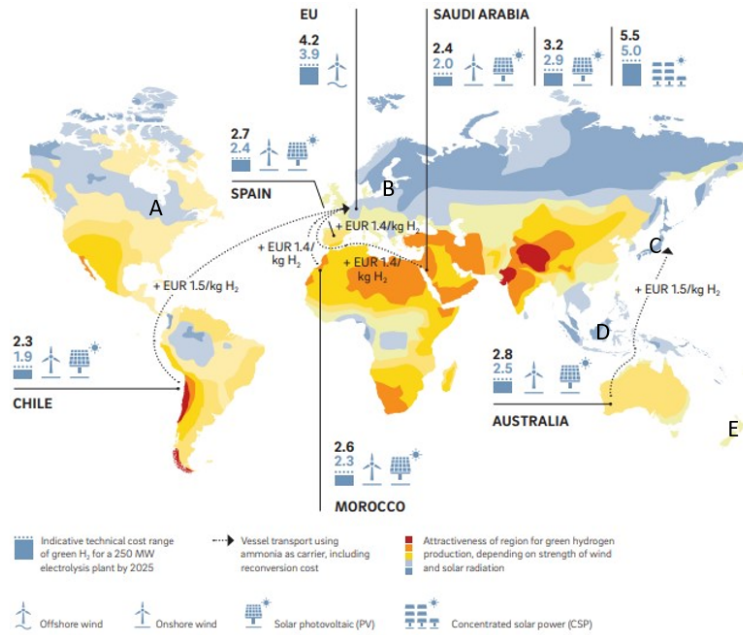 EU
4.2
3.9
SAUDI ARABIA
2.4
2.0
3.2
2.9
5.5
5.0
2.7
2.4
SPAIN
A
B
C
D
E
+ EUR 1.4/kg H₂
+ EUR 1.4/
kg H₂
+ EUR 1.4/
kg H₂
+ EUR 1.5/kg H₂
+ EUR 1.5/kg H₂
2.3
1.9
CHILE
2.8
2.5
AUSTRALIA
2.6
2.3
MOROCCO
Indicative technical cost range
of green H₂ for a 250 MW
electrolysis plant by 2025
Vessel transport using
ammonia as carrier, including
reconversion cost
Attractiveness of region for green hydrogen
production, depending on strength of wind
and solar radiation
Offshore wind
Onshore wind
Solar photovoltaic (PV)
Concentrated solar power (CSP)